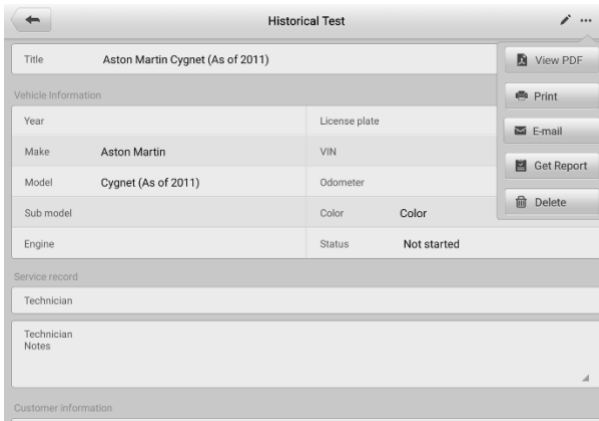 Historical Test
Title Aston Martin Cygnet (As of 2011)
View PDF
Print
E-mail
Get Report
Delete
Vehicle Information
Year License plate
Make Aston Martin VIN
Model Cygnet (As of 2011) Odometer
Sub model Color Color
Engine Status Not started
Service record
Technician
Technician
Notes
Customer information